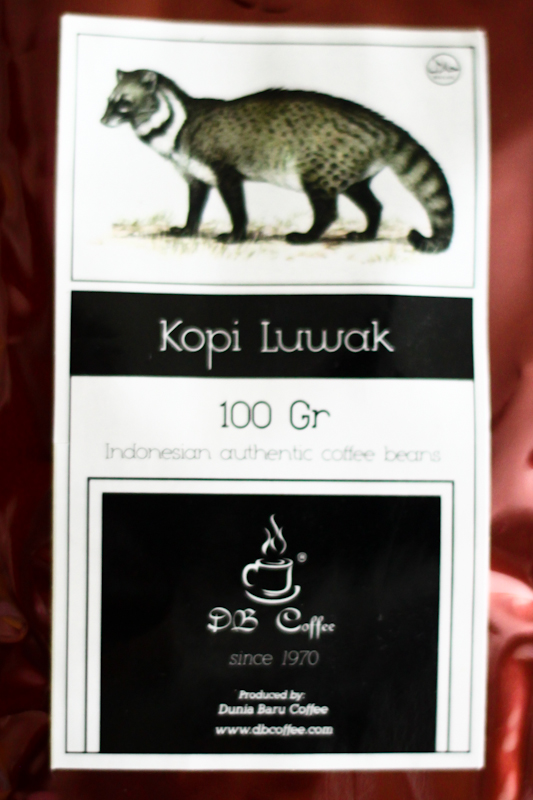 Kopi Luwak
100 Gr
Indonesian authentic coffee beans
®
DB Coffee
since 1970
Produced by:
Dunia Baru Coffee
www.dbcoffee.com